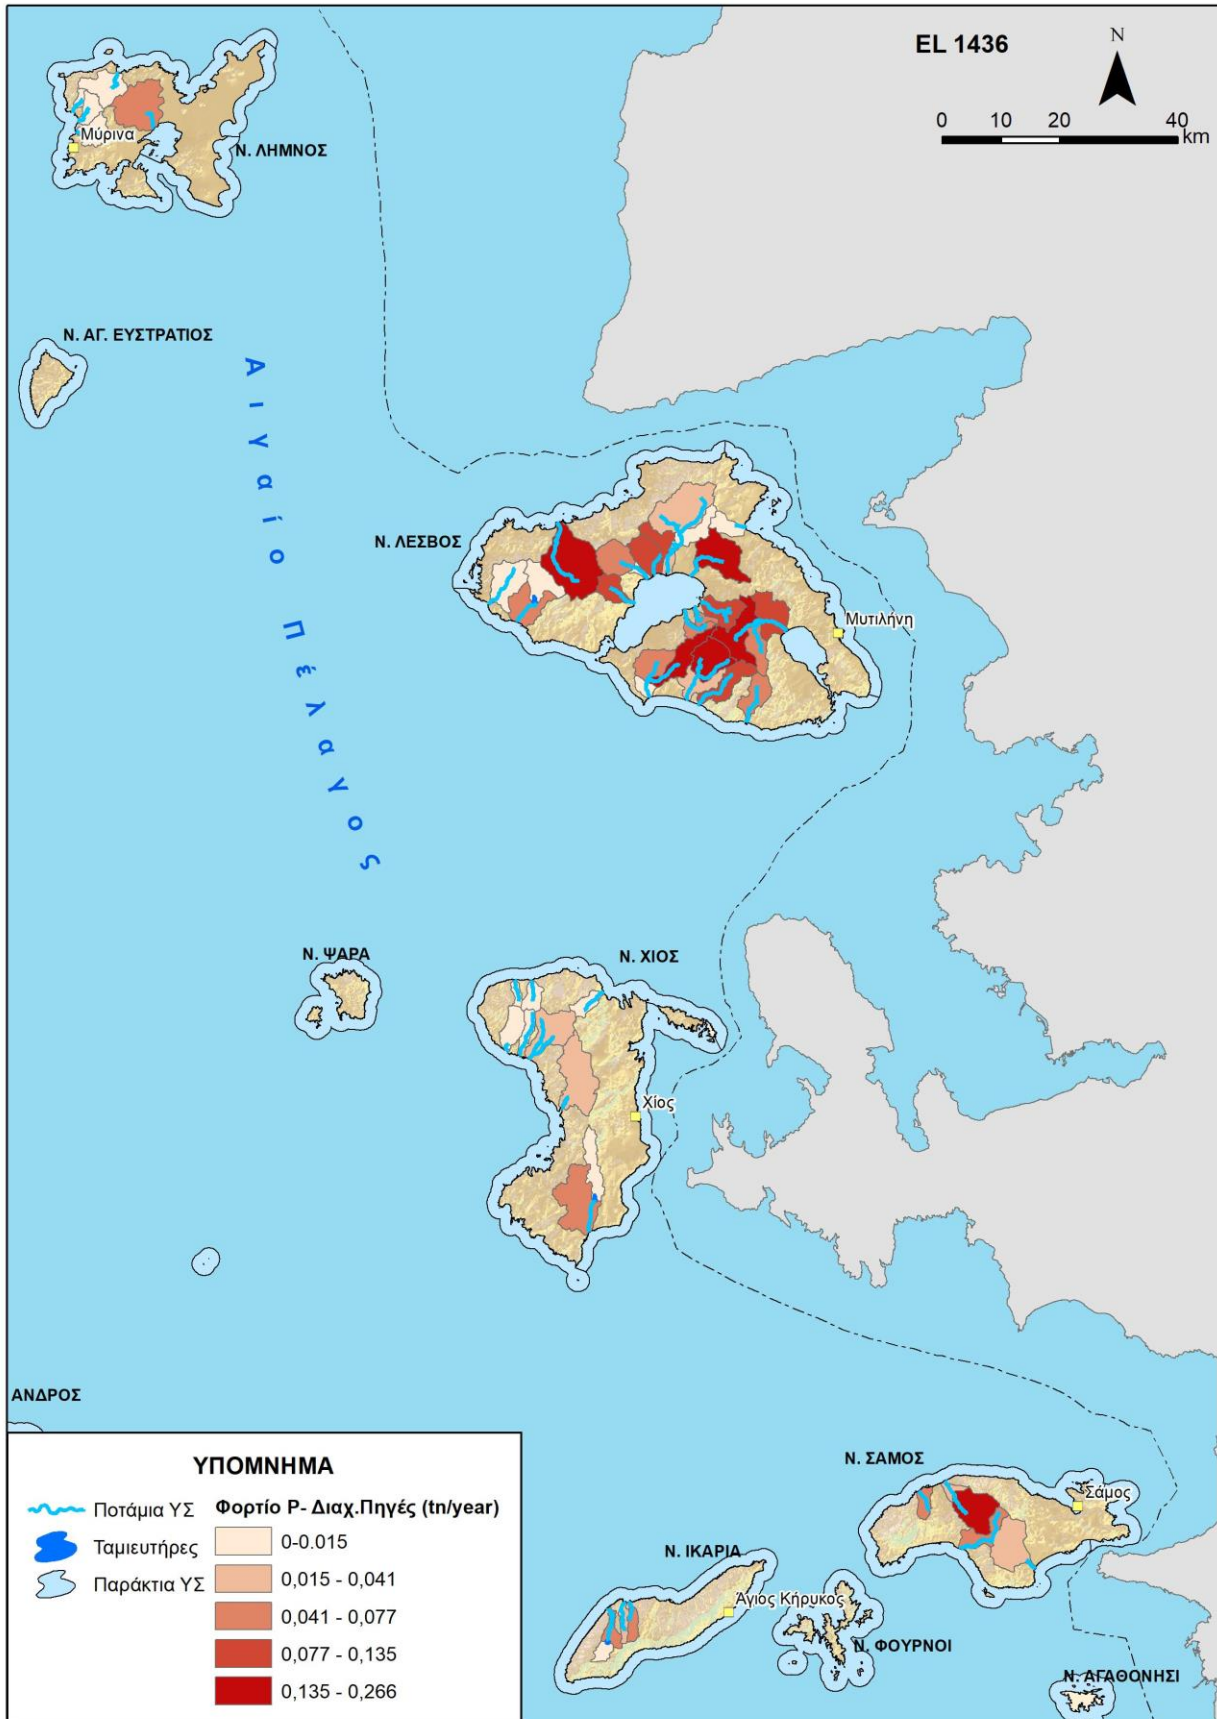 EL 1436
N
0 10 20 40
km
Μύρινα
Ν. ΛΗΜΝΟΣ
Ν. ΑΓ. ΕΥΣΤΡΑΤΙΟΣ
Αιγαίο Πέλαγος
Ν. ΛΕΣΒΟΣ
Μυτιλήνη
Ν. ΨΑΡΑ
Ν. ΧΙΟΣ
Χίος
ΑΝΔΡΟΣ
Ν. ΣΑΜΟΣ
Σάμος
Ν. ΙΚΑΡΙΑ
Άγιος Κήρυκος
Ν. ΦΟΥΡΝΟΙ
Ν. ΑΓΑΘΟΝΗΣΙ
ΥΠΟΜΝΗΜΑ
Ποτάμια ΥΣ
Ταμιευτήρες
Παράκτια ΥΣ
Φορτίο P- Διαχ.Πηγές (tn/year)
0-0.015
0,015 - 0,041
0,041 - 0,077
0,077 - 0,135
0,135 - 0,266